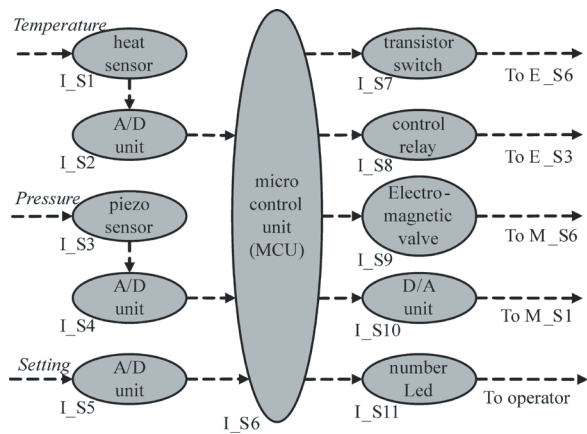 Temperature
heat
sensor
I_S1
A/D
unit
I_S2
Pressure
piezo
sensor
I_S3
A/D
unit
I_S4
Setting
A/D
unit
I_S5
micro
control
unit
(MCU)
I_S6
transistor
switch
I_S7
To E_S6
control
relay
I_S8
To E_S3
Electro-
magnetic
valve
I_S9
To M_S6
D/A
unit
I_S10
To M_S1
number
Led
I_S11
To operator